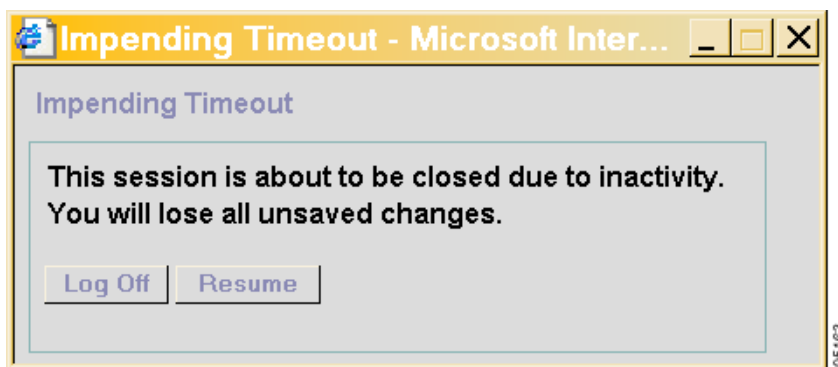 Impending Timeout - Microsoft Inter...
Impending Timeout
This session is about to be closed due to inactivity.
You will lose all unsaved changes.
Log Off Resume